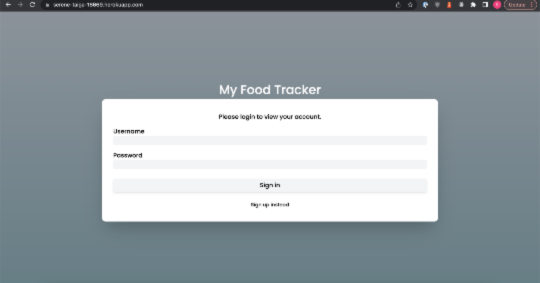 serene-taiga-15669.herokuapp.com
Update
My Food Tracker
Please login to view your account.
Username
Password
Sign in
Sign up instead